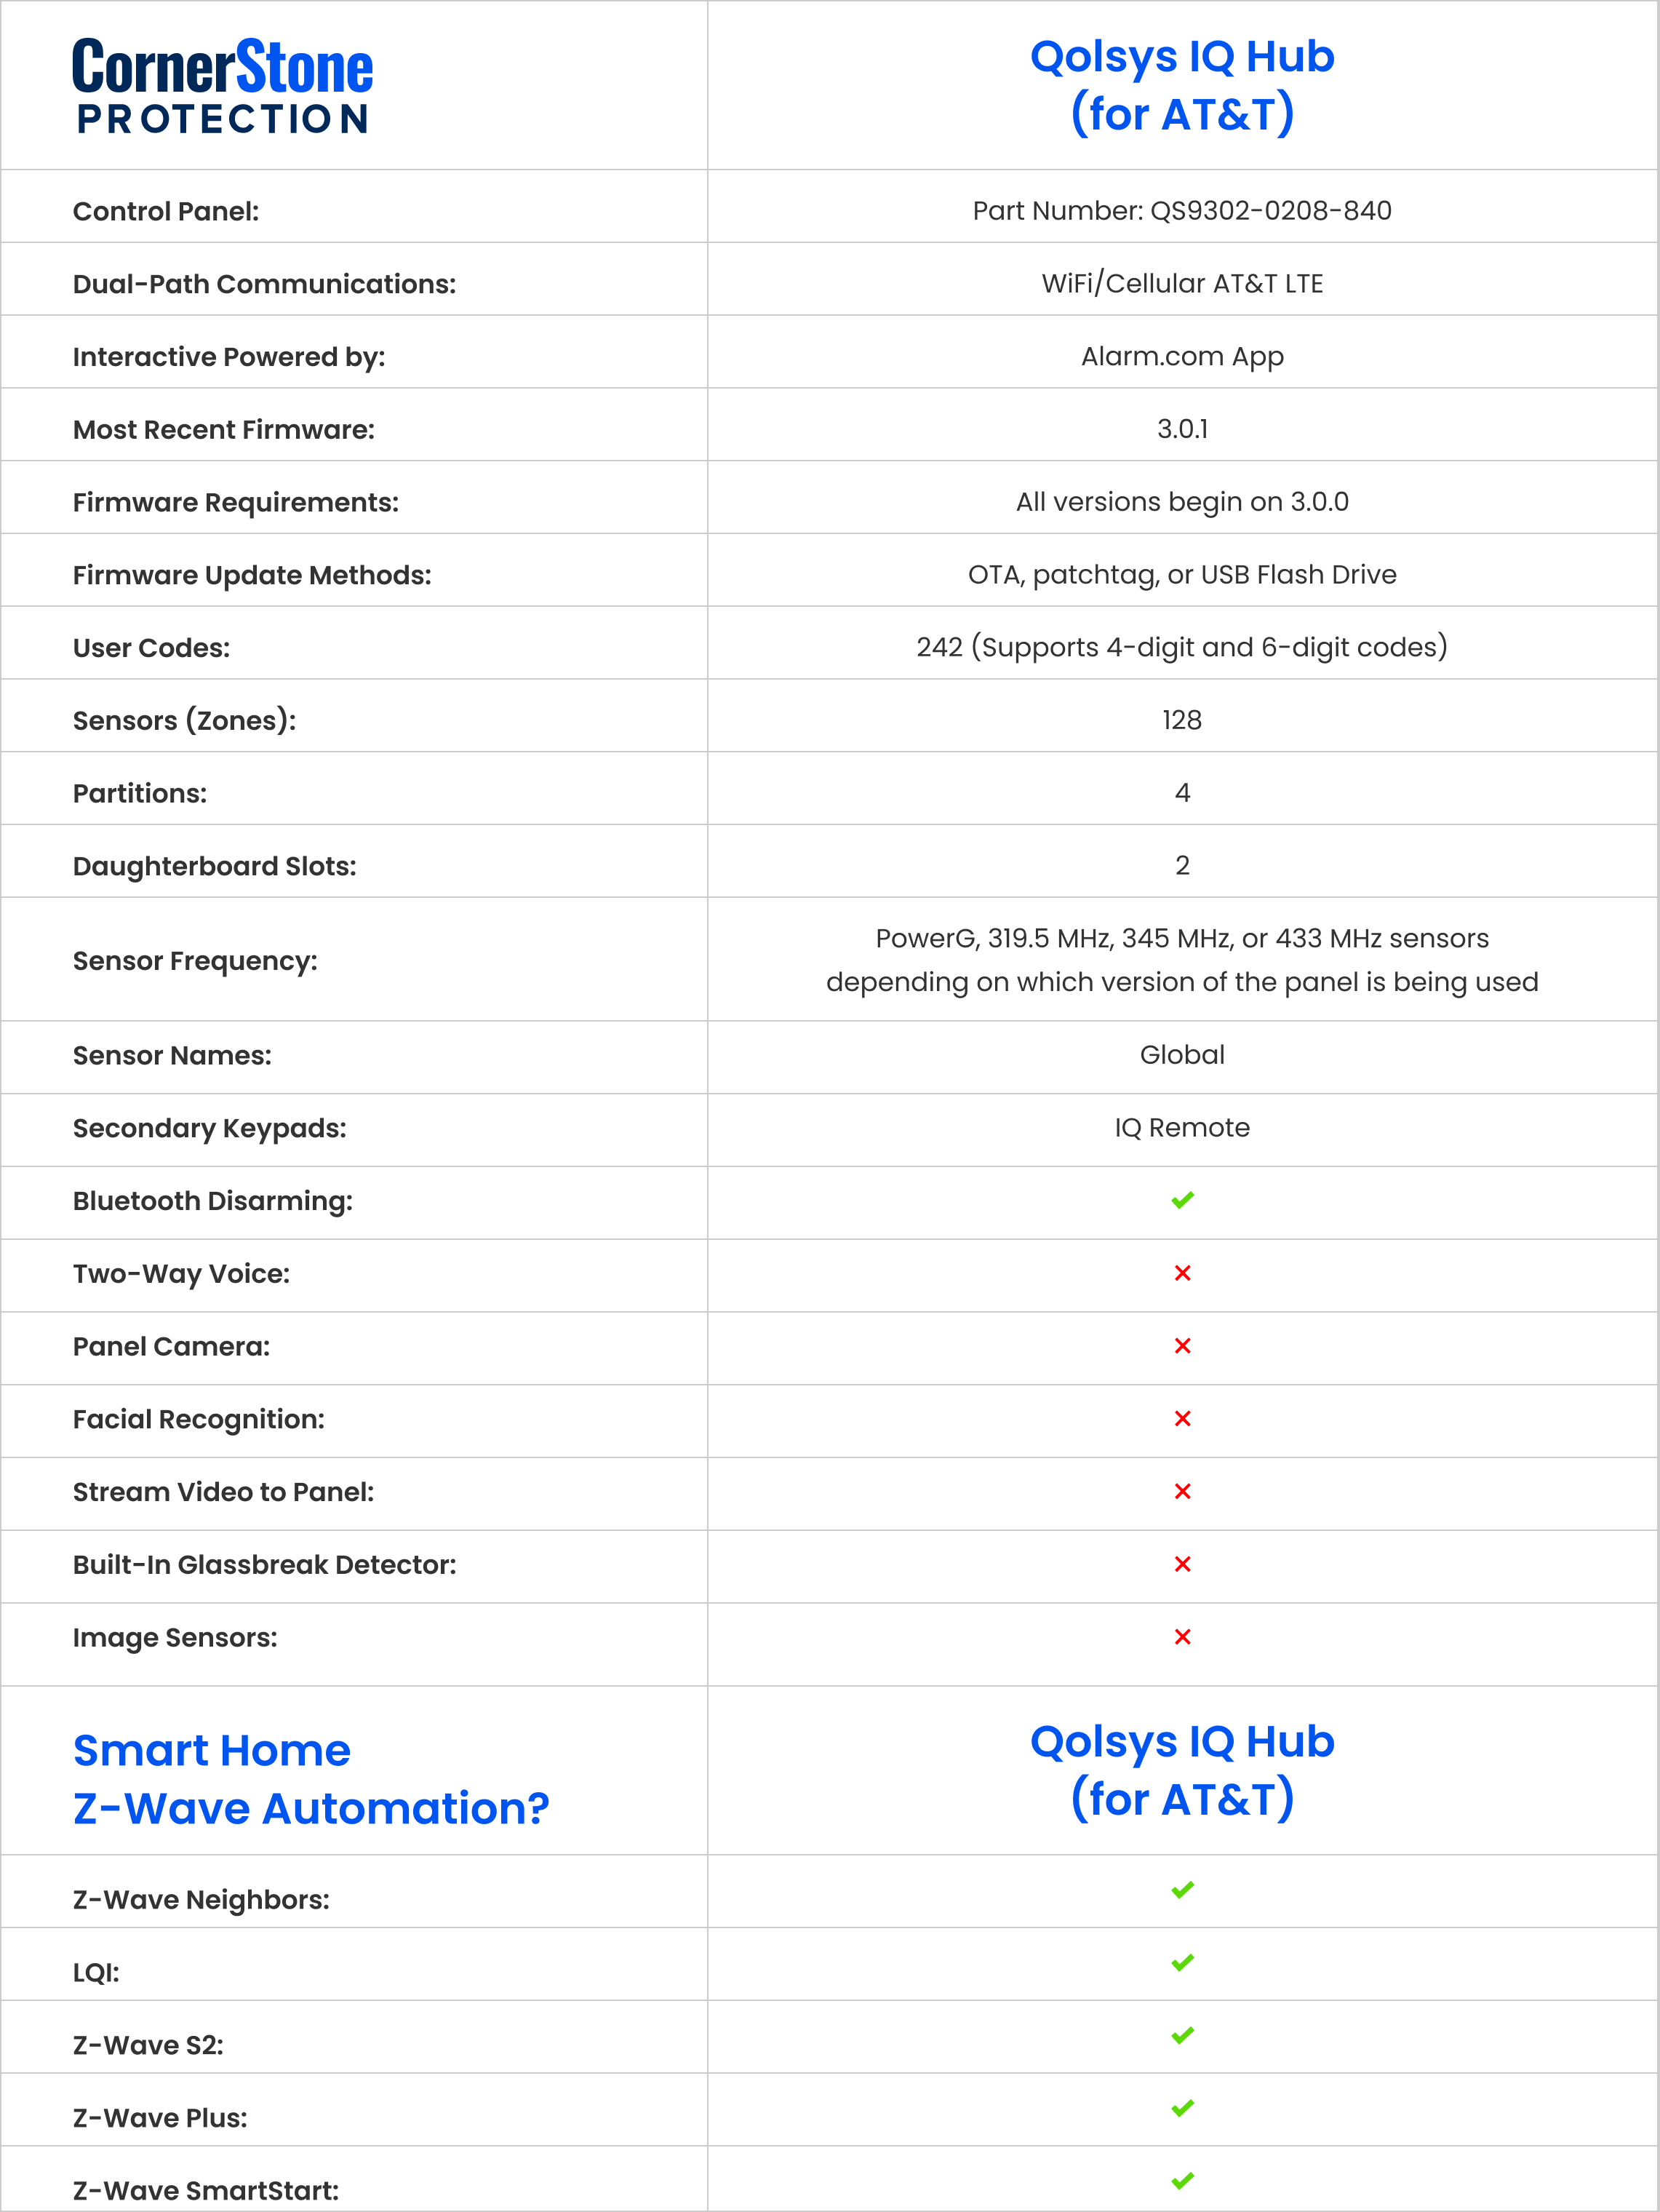 CornerStone
PROTECTION
Qolsys IQ Hub
(for AT&T)
Control Panel:
Part Number: QS9302-0208-840
Dual-Path Communications:
WiFi/Cellular AT&T LTE
Interactive Powered by:
Alarm.com App
Most Recent Firmware:
3.0.1
Firmware Requirements:
All versions begin on 3.0.0
Firmware Update Methods:
OTA, patchtag, or USB Flash Drive
User Codes:
242 (Supports 4-digit and 6-digit codes)
Sensors (Zones):
128
Partitions:
4
Daughterboard Slots:
2
Sensor Frequency:
PowerG, 319.5 MHz, 345 MHz, or 433 MHz sensors
depending on which version of the panel is being used
Sensor Names:
Global
Secondary Keypads:
IQ Remote
Bluetooth Disarming:
Two-Way Voice:
Panel Camera:
Facial Recognition:
Stream Video to Panel:
Built-In Glassbreak Detector:
Image Sensors:
Smart Home
Z-Wave Automation?
Qolsys IQ Hub
(for AT&T)
Z-Wave Neighbors:
LQI:
Z-Wave S2:
Z-Wave Plus:
Z-Wave SmartStart: